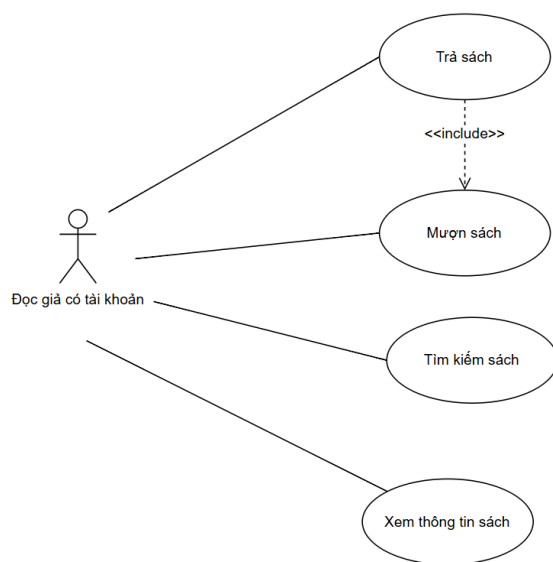 Trả sách
<<include>>
Mượn sách
Đọc giả có tài khoản
Tìm kiếm sách
Xem thông tin sách